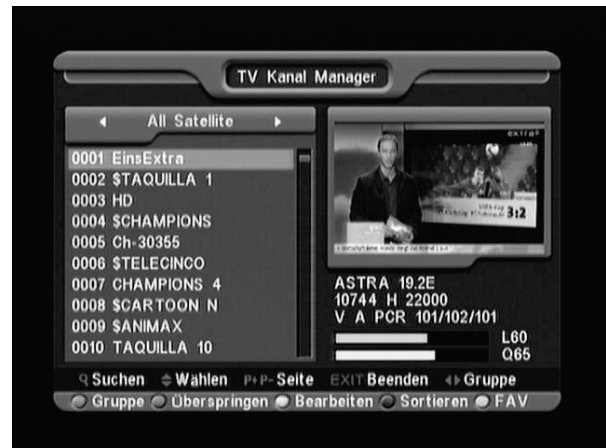 TV Kanal Manager
All Satellite
0001 EinsExtra
0002 $TAQUILLA 1
0003 HD
0004 $CHAMPIONS
0005 Ch-30355
0006 $TELECINCO
0007 CHAMPIONS 4
0008 $CARTOON N
0009 $ANIMAX
0010 TAQUILLA 10
3:2
ASTRA 19.2E
10744 H 22000
V A PCR 101/102/101
L60
Q65
Suchen Wählen P+P- Seite EXIT Beenden Gruppe
Gruppe Überspringen Bearbeiten Sortieren FAV